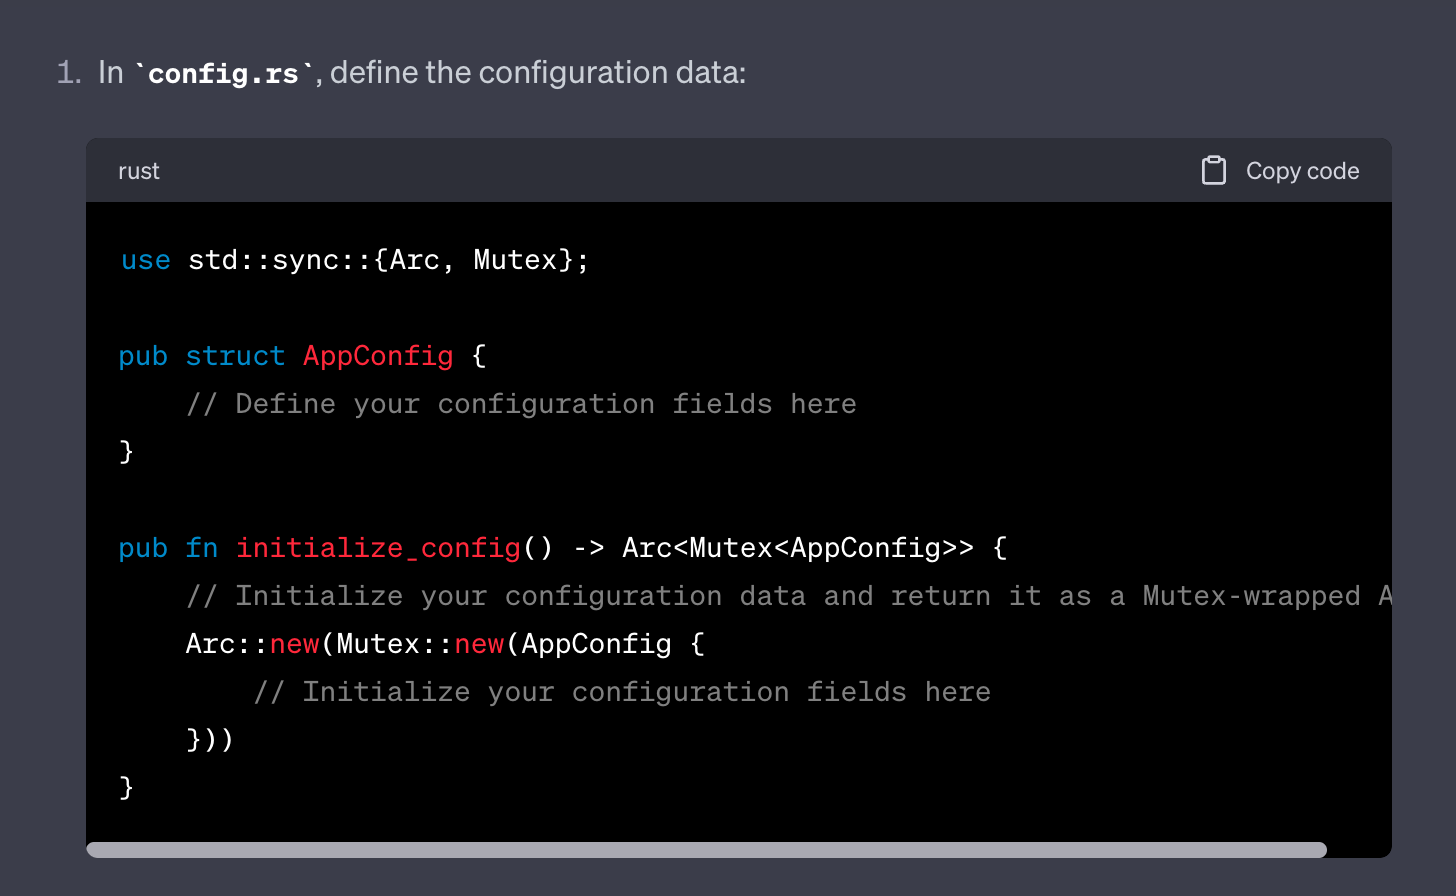 1. In `config.rs`, define the configuration data:
rust
Copy code
use std::sync::{Arc, Mutex};
pub struct AppConfig {
    // Define your configuration fields here
}
pub fn initialize_config() -> Arc<Mutex<AppConfig>> {
    // Initialize your configuration data and return it as a Mutex-wrapped A
    Arc::new(Mutex::new(AppConfig {
        // Initialize your configuration fields here
    }))
}